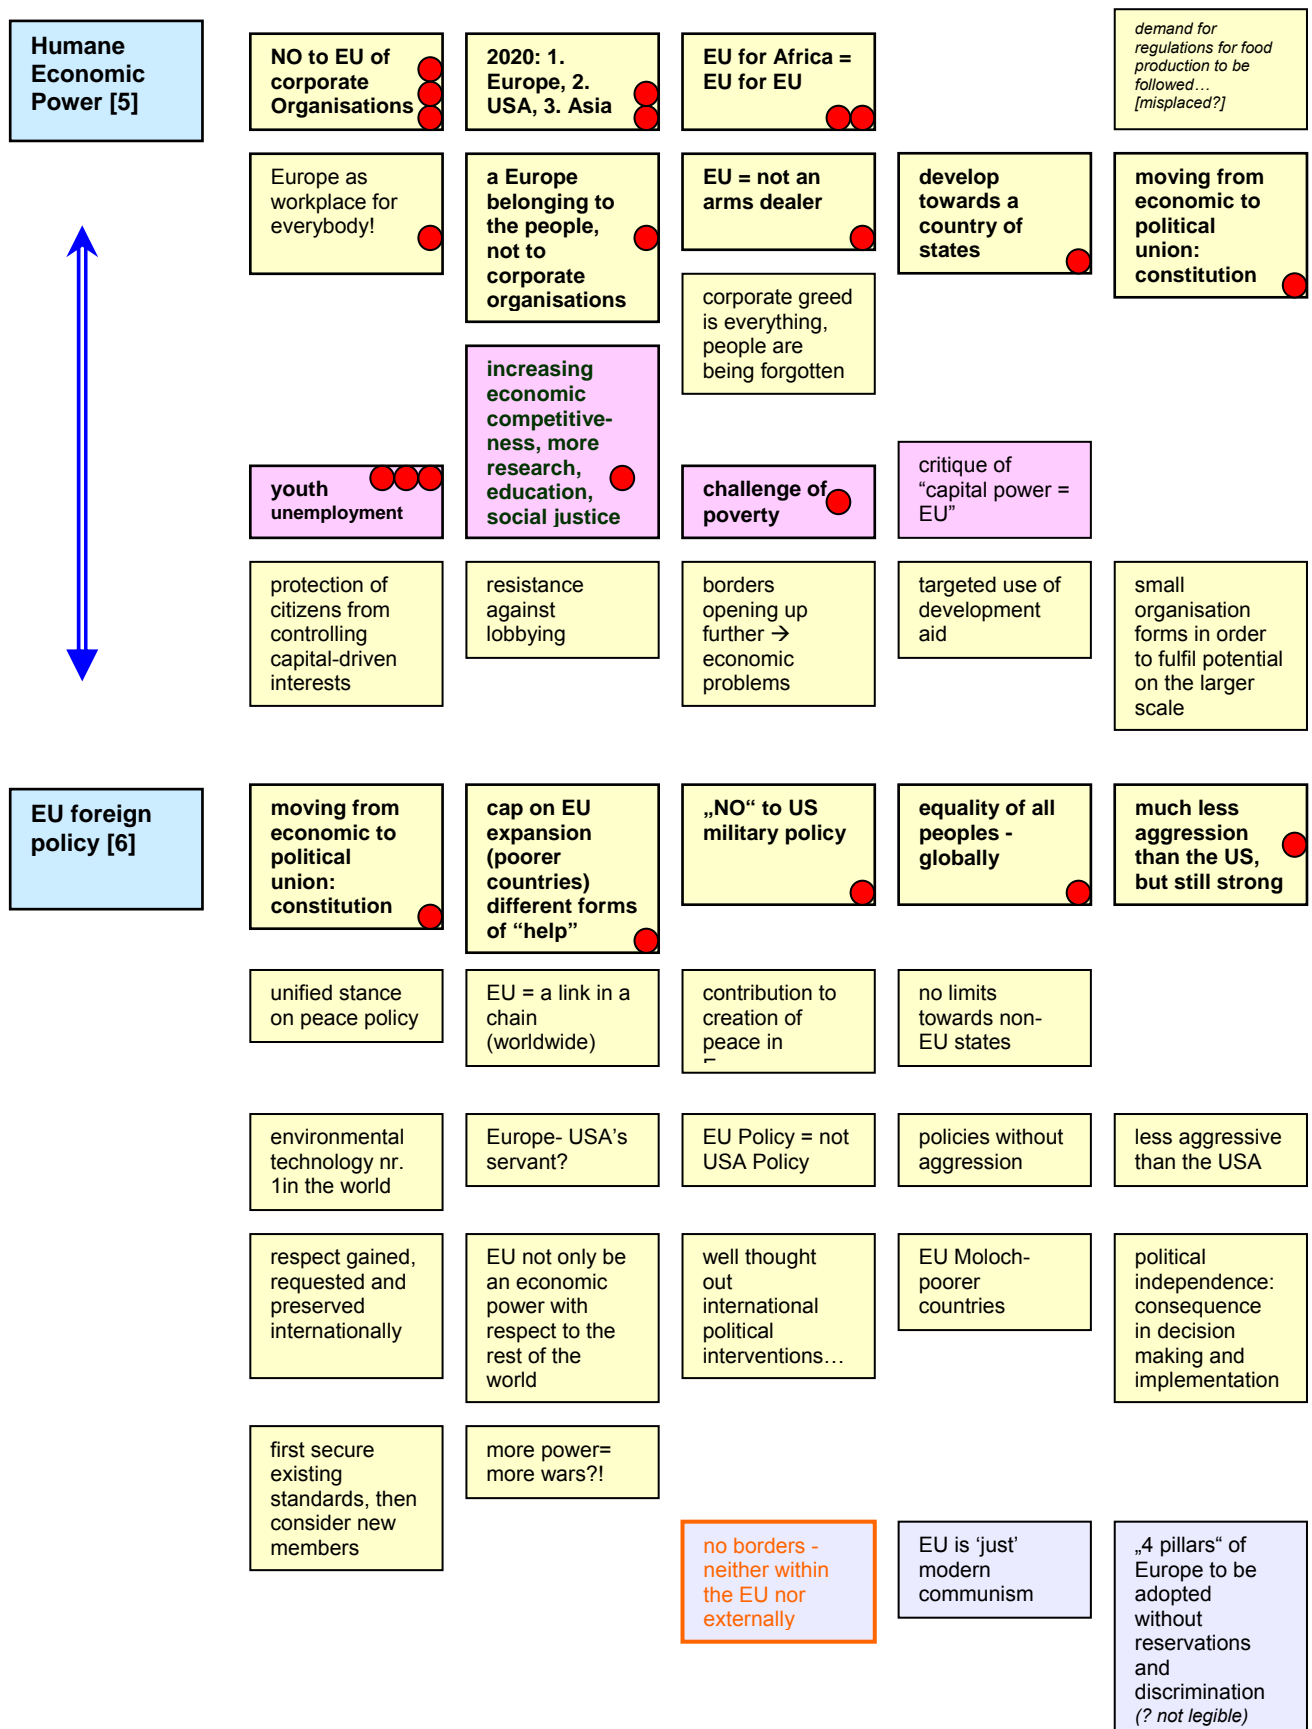 Humane
Economic
Power [5]
NO to EU of
corporate
Organisations
2020: 1.
Europe, 2.
USA, 3. Asia
EU for Africa =
EU for EU
demand for
regulations for food
production to be
followed…
[misplaced?]
Europe as
workplace for
everybody!
a Europe
belonging to
the people,
not to
corporate
organisations
EU = not an
arms dealer
develop
towards a
country of
states
moving from
economic to
political
union:
constitution
corporate greed
is everything,
people are
being forgotten
increasing
economic
competitive-
ness, more
research,
education,
social justice
youth
unemployment
challenge of
poverty
critique of
“capital power =
EU”
protection of
citizens from
controlling
capital-driven
interests
resistance
against
lobbying
borders
opening up
further →
economic
problems
targeted use of
development
aid
small
organisation
forms in order
to fulfil potential
on the larger
scale
EU foreign
policy [6]
moving from
economic to
political
union:
constitution
cap on EU
expansion
(poorer
countries)
different forms
of “help”
„NO“ to US
military policy
equality of all
peoples -
globally
much less
aggression
than the US,
but still strong
unified stance
on peace policy
EU = a link in a
chain
(worldwide)
contribution to
creation of
peace in
no limits
towards non-
EU states
environmental
technology nr.
1in the world
Europe- USA’s
servant?
EU Policy = not
USA Policy
policies without
aggression
less aggressive
than the USA
respect gained,
requested and
preserved
internationally
EU not only be
an economic
power with
respect to the
rest of the
world
well thought
out
international
political
interventions…
EU Moloch-
poorer
countries
political
independence:
consequence
in decision
making and
implementation
first secure
existing
standards, then
consider new
members
more power=
more wars?!
no borders -
neither within
the EU nor
externally
EU is ‘just’
modern
communism
„4 pillars“ of
Europe to be
adopted
without
reservations
and
discrimination
(? not legible)